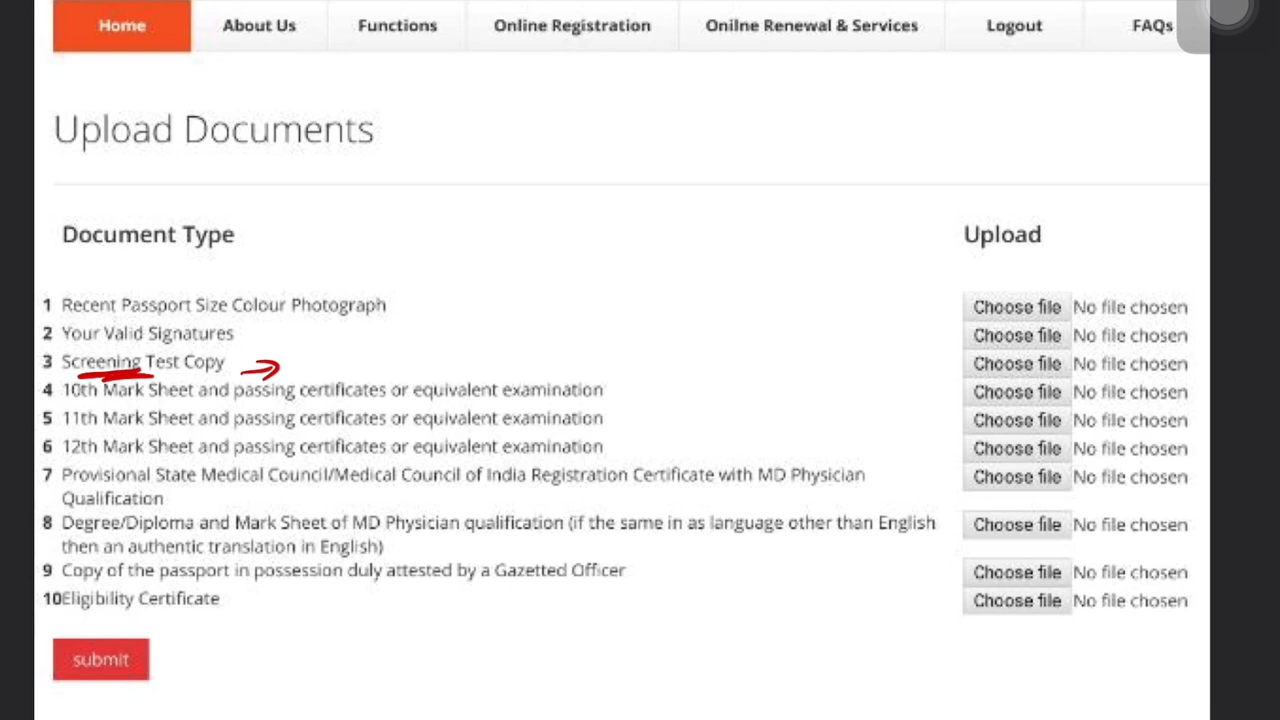 Home About Us Functions Online Registration Onilne Renewal & Services Logout FAQs
Upload Documents
Document Type Upload
1 Recent Passport Size Colour Photograph Choose file No file chosen
2 Your Valid Signatures Choose file No file chosen
3 Screening Test Copy Choose file No file chosen
4 10th Mark Sheet and passing certificates or equivalent examination Choose file No file chosen
5 11th Mark Sheet and passing certificates or equivalent examination Choose file No file chosen
6 12th Mark Sheet and passing certificates or equivalent examination Choose file No file chosen
7 Provisional State Medical Council/Medical Council of India Registration Certificate with MD Physician Choose file No file chosen
Qualification
8 Degree/Diploma and Mark Sheet of MD Physician qualification (if the same in as language other than English Choose file No file chosen
then an authentic translation in English)
9 Copy of the passport in possession duly attested by a Gazetted Officer Choose file No file chosen
10Eligibility Certificate Choose file No file chosen
submit